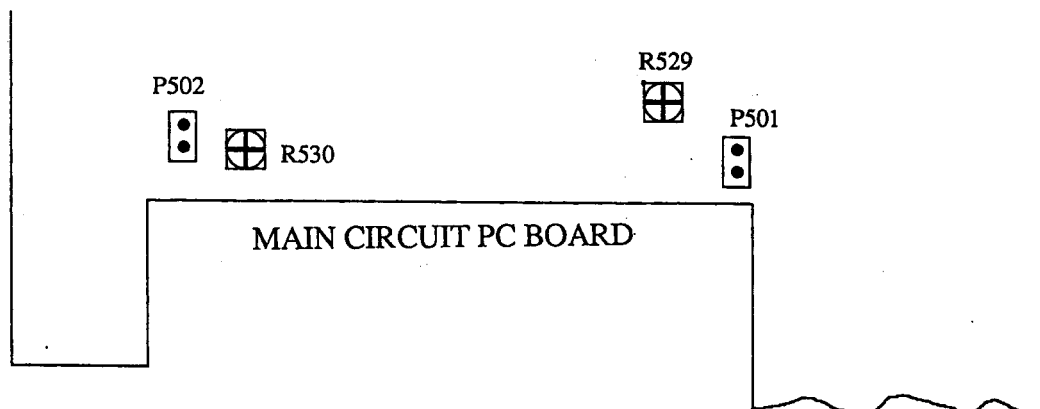 R529
P502
P501
R530
MAIN CIRCUIT PC BOARD